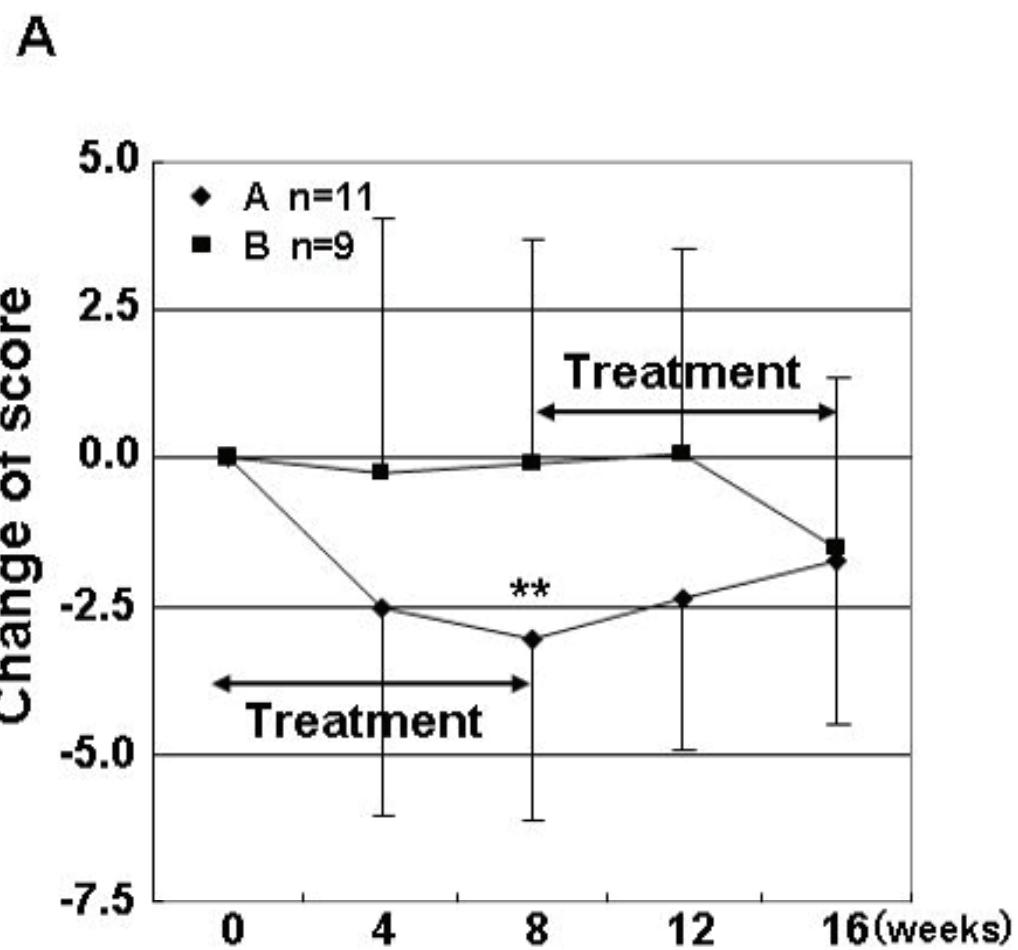 A
Change of score
5.0
2.5
0.0
-2.5
-5.0
-7.5
A n=11
B n=9
Treatment
**
Treatment
0 4 8 12 16(weeks)